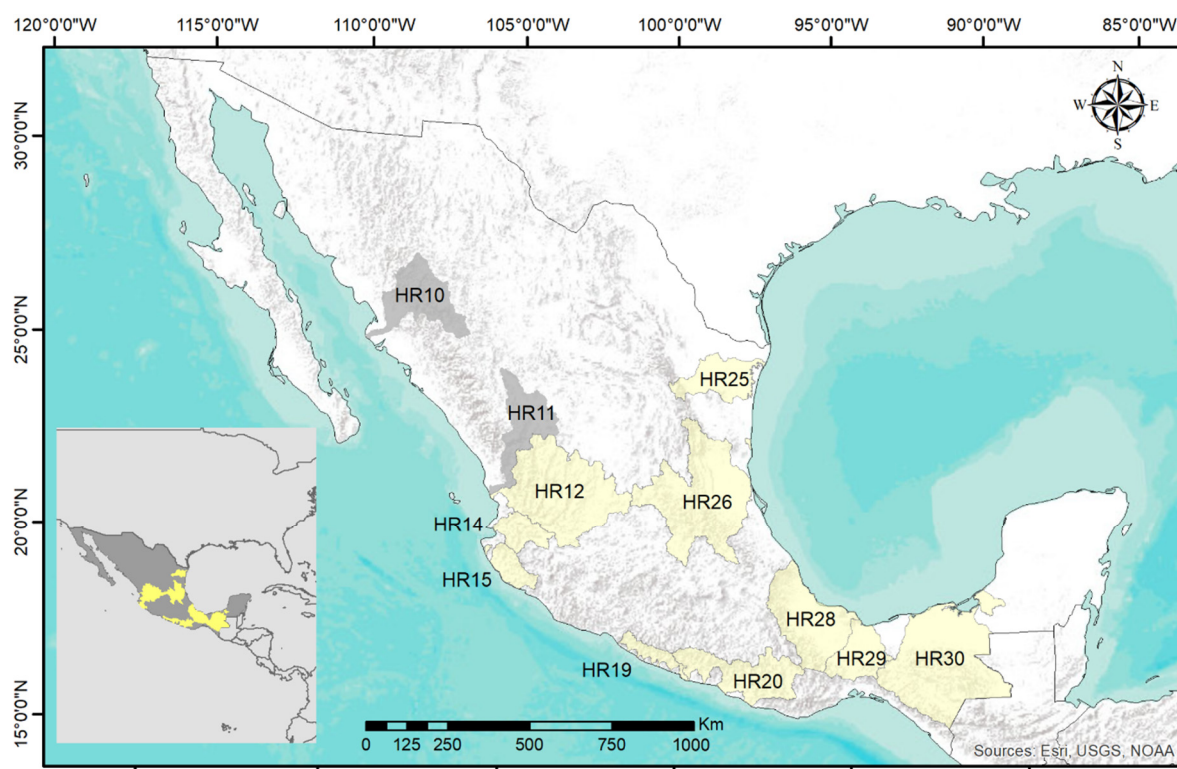 120°0'0"W 115°0'0"W 110°0'0"W 105°0'0"W 100°0'0"W 95°0'0"W 90°0'0"W 85°0'0"W
30°0'0"N
25°0'0"N
20°0'0"N
15°0'0"N
N
W E
S
HR10
HR25
HR11
HR12
HR26
HR14
HR15
HR28
HR29
HR30
HR19
HR20
Km
0 125 250 500 750 1000
Sources: Esri, USGS, NOAA